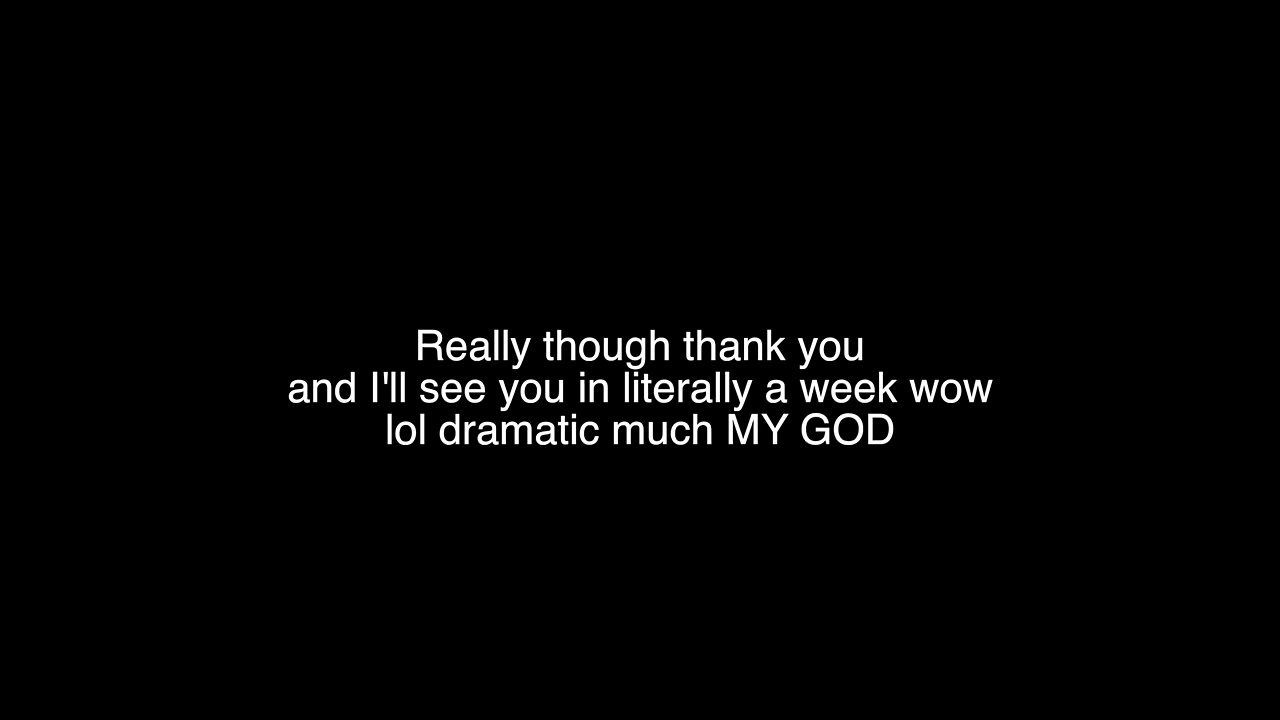 Really though thank you
and I'll see you in literally a week wow
lol dramatic much MY GOD